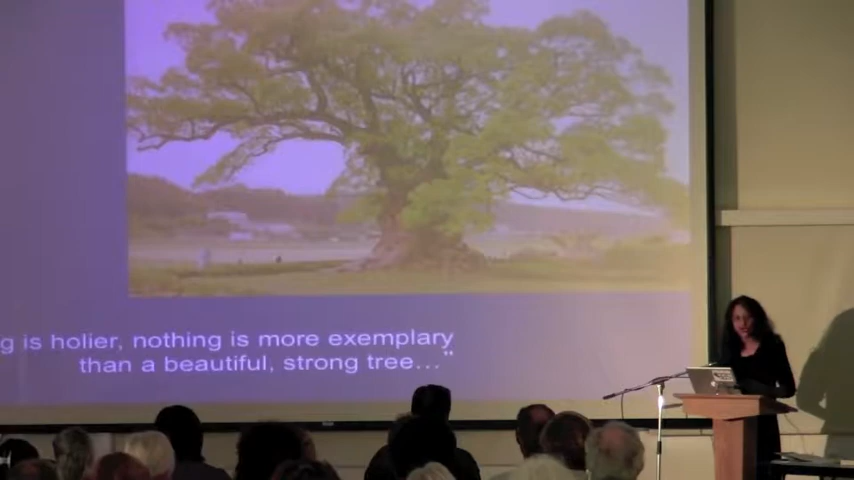 is holier, nothing is more exemplary
than a beautiful, strong tree…"